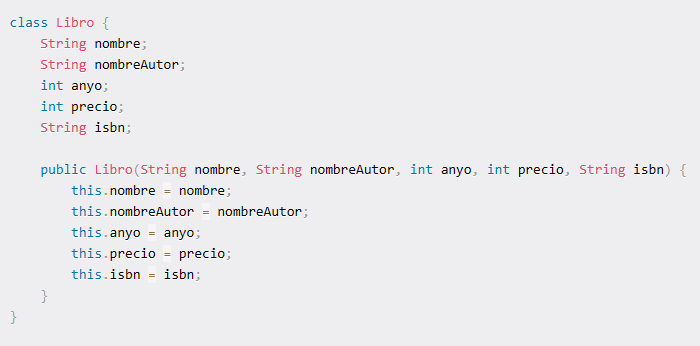 class Libro {
    String nombre;
    String nombreAutor;
    int anyo;
    int precio;
    String isbn;

    public Libro(String nombre, String nombreAutor, int anyo, int precio, String isbn) {
        this.nombre = nombre;
        this.nombreAutor = nombreAutor;
        this.anyo = anyo;
        this.precio = precio;
        this.isbn = isbn;
    }
}